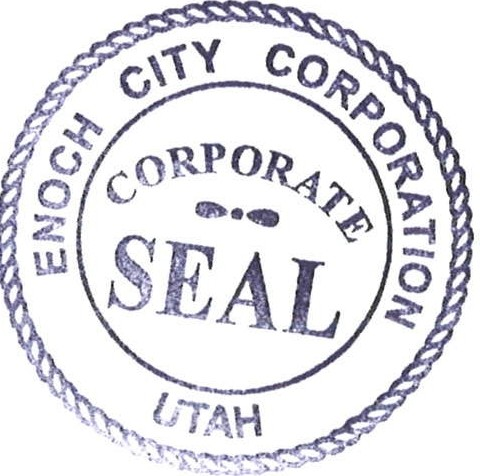 ENOCH CITY CORPORATION
CORPORATE
SEAL
UTAH